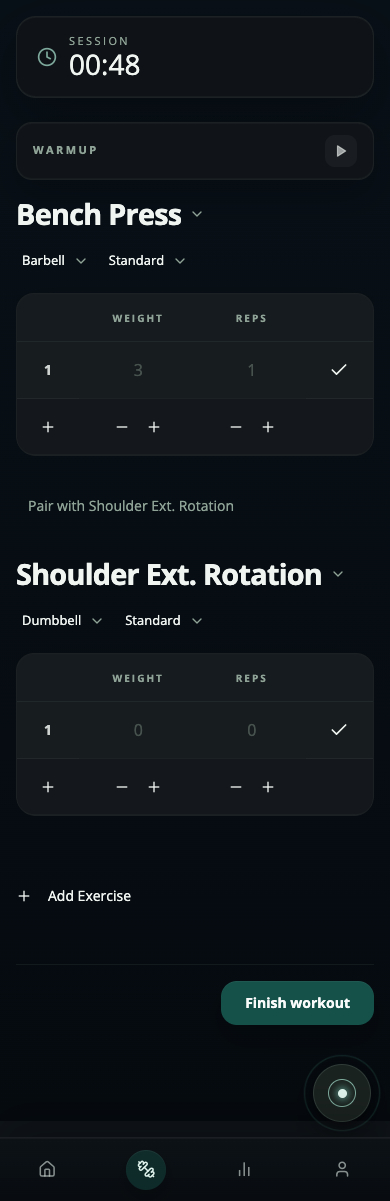 SESSION
00:48
WARMUP
Bench Press
Barbell Standard
WEIGHT REPS
1 3 1
Pair with Shoulder Ext. Rotation
Shoulder Ext. Rotation
Dumbbell Standard
WEIGHT REPS
1 0 0
Add Exercise
Finish workout